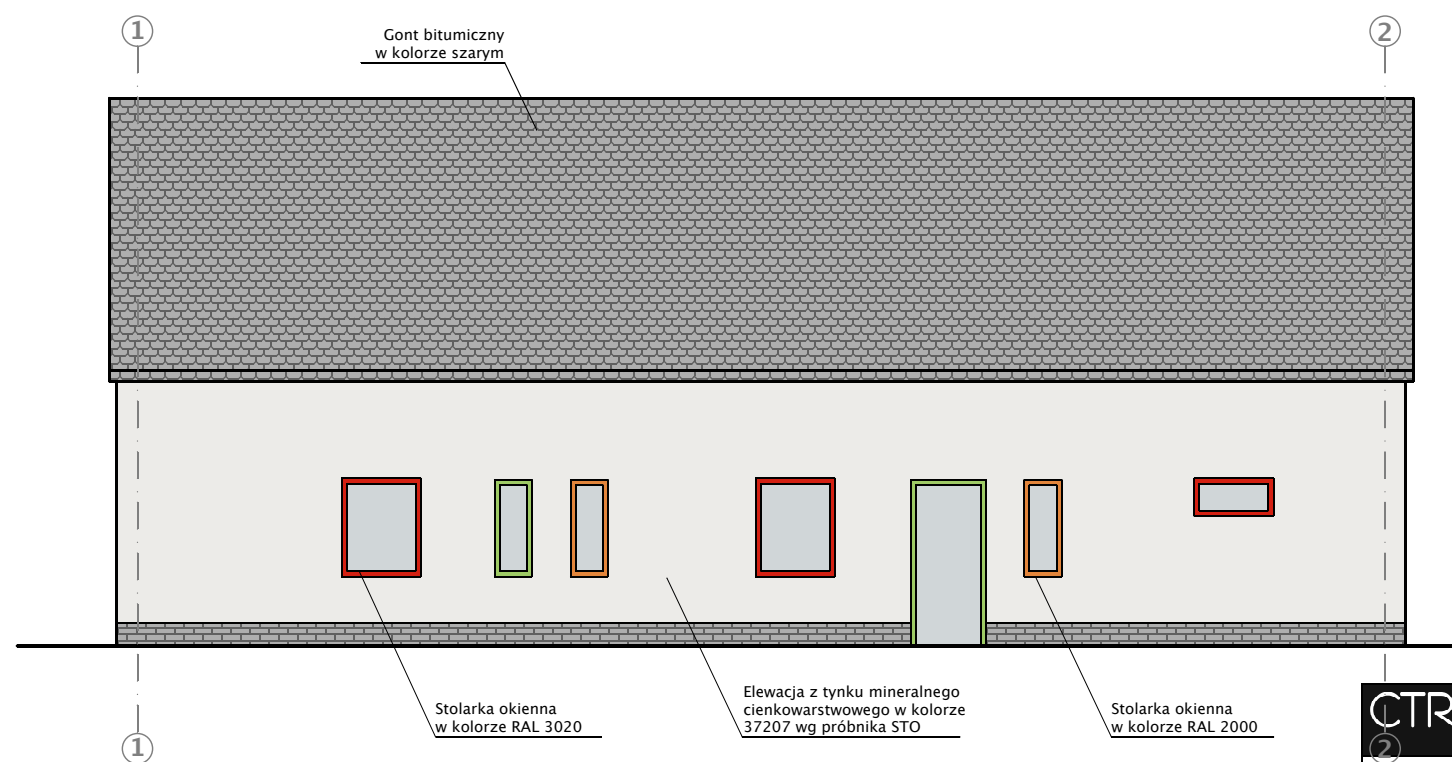 1
2
Gont bitumiczny
w kolorze szarym
Stolarka okienna
w kolorze RAL 3020
Elewacja z tynku mineralnego
cienkowarstwowego w kolorze
37207 wg próbnika STO
Stolarka okienna
w kolorze RAL 2000
CTR
1
2